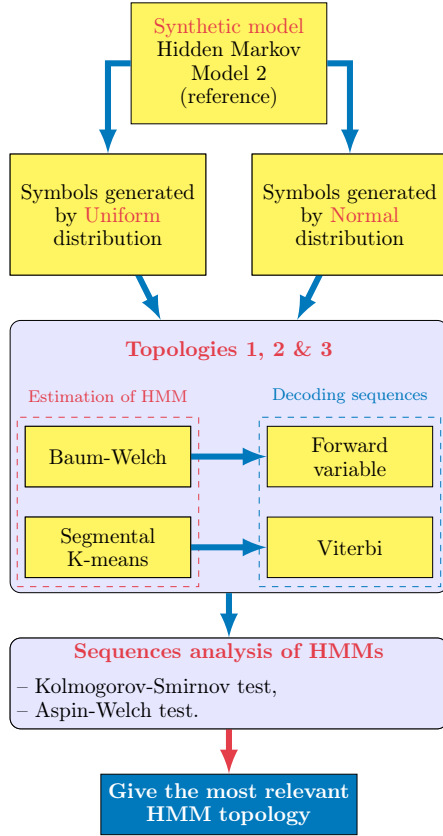 Synthetic model
Hidden Markov
Model 2
(reference)
Symbols generated
by Uniform
distribution
Symbols generated
by Normal
distribution
Topologies 1, 2 & 3
Estimation of HMM
Decoding sequences
Baum-Welch
Forward
variable
Segmental
K-means
Viterbi
Sequences analysis of HMMs
– Kolmogorov-Smirnov test,
– Aspin-Welch test.
Give the most relevant
HMM topology